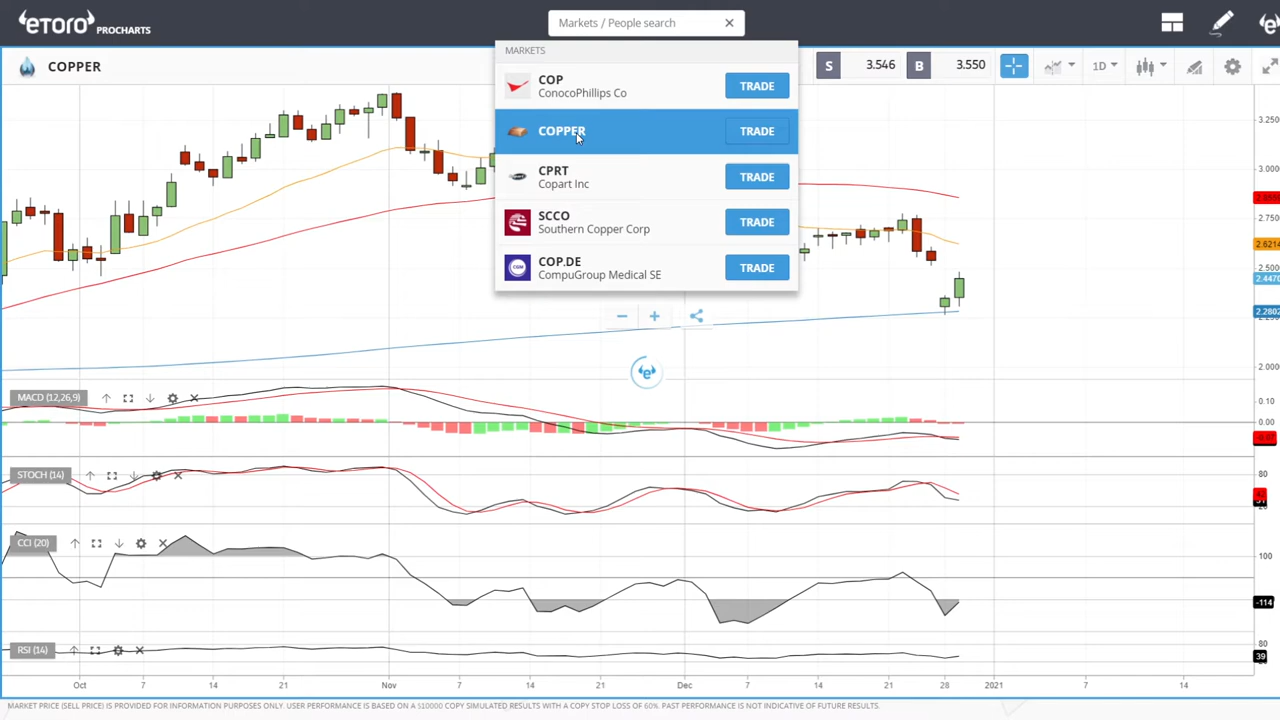 etoro PROCHARTS
Markets / People search
MARKETS
COPPER
S 3.546 B 3.550 1D
COP
ConocoPhillips Co
TRADE
COPPER
TRADE
CPRT
Copart Inc
TRADE
SCCO
Southern Copper Corp
TRADE
COP.DE
CompuGroup Medical SE
TRADE
3.250
3.000
2.750
2.6214
2.500
2.4470
2.2802
2.000
MACD (12,26,9)
0.10
0.00
STOCH (14)
80
20
CCI (20)
100
-114
RSI (14)
80
39
Oct 7 14 21 Nov 7 14 21 Dec 7 14 21 28 2021 7 14
MARKET PRICE (SELL PRICE) IS PROVIDED FOR INFORMATION PURPOSES ONLY. USER PERFORMANCE IS BASED ON A $10000 COPY SIMULATED RESULTS WITH A COPY STOP LOSS OF 60%. PAST PERFORMANCE IS NOT INDICATIVE OF FUTURE RESULTS.